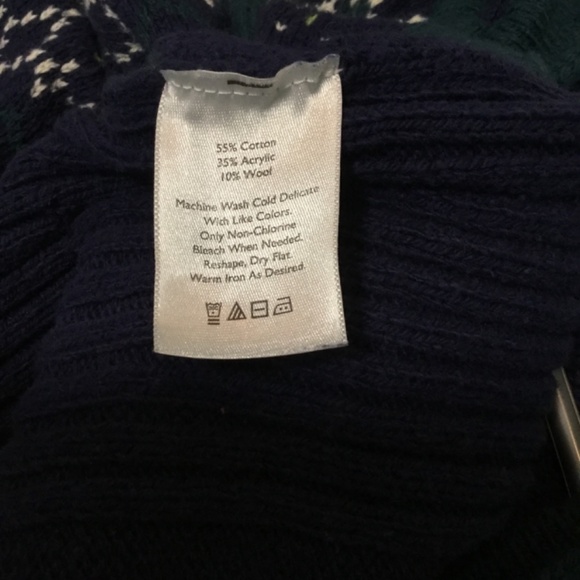 55% Cotton
35% Acrylic
10% Wool
Machine Wash Cold Delicate
With Like Colors.
Only Non-Chlorine
Bleach When Needed.
Reshape, Dry Flat.
Warm Iron As Desired.